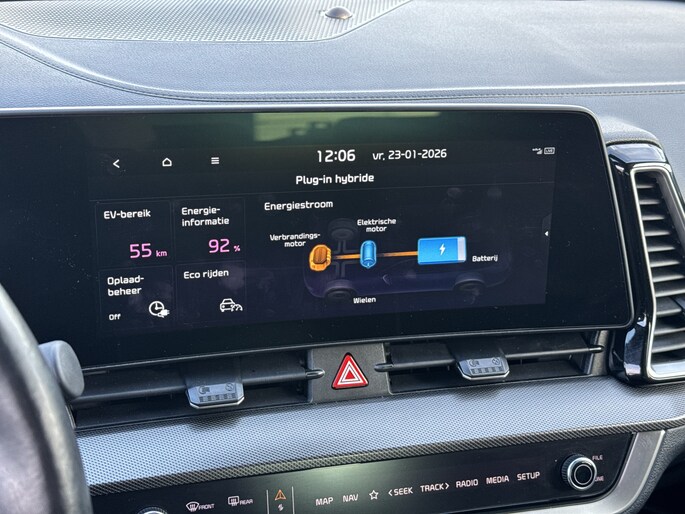 12:06 vr, 23-01-2026
Plug-in hybride
EV-bereik
55 km
Energie-
informatie
92 %
Oplaad-
beheer
Off
Eco rijden
Energiestroom
Elektrische
motor
Verbrandings-
motor
Batterij
Wielen
FRONT
REAR
MAP
NAV
< SEEK
TRACK >
RADIO
MEDIA
SETUP
FILE